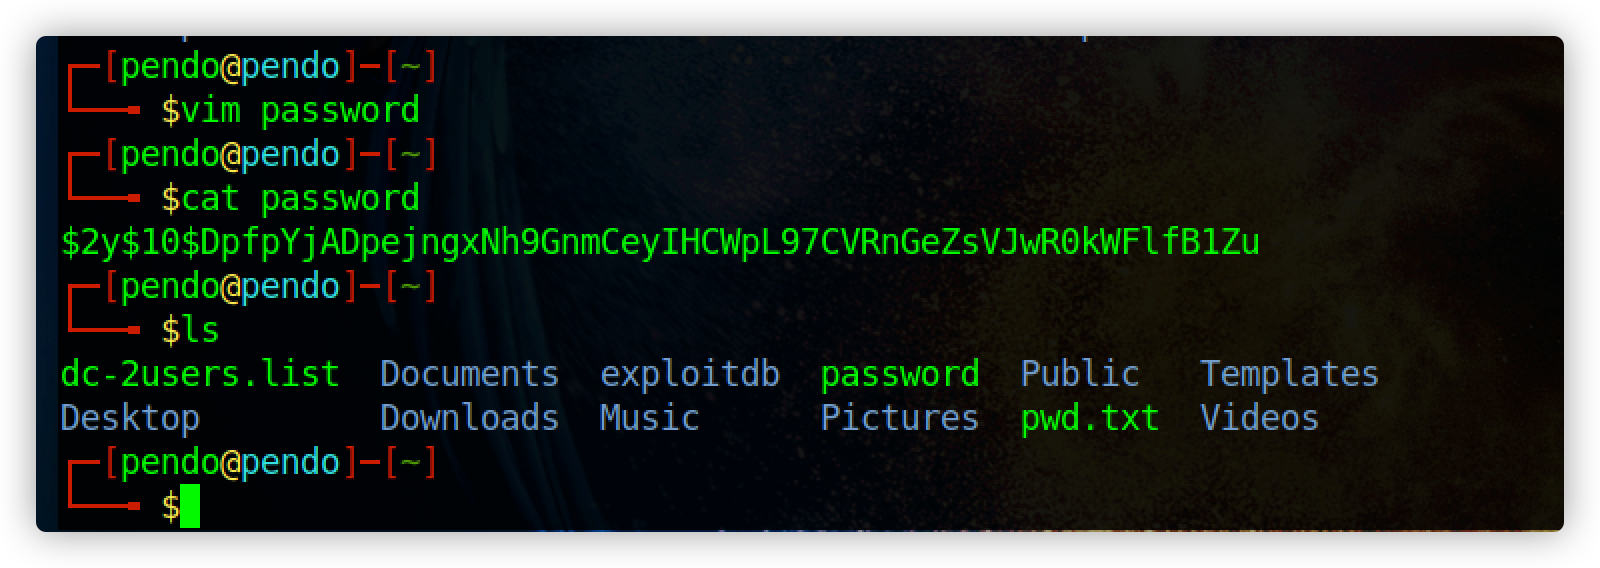 [pendo@pendo]-[~]
$vim password
[pendo@pendo]-[~]
$cat password
$2y$10$DpfpYjADpejngxNh9GnmCeyIHCWpL97CVRnGeZsVJwR0kWFlfB1Zu
[pendo@pendo]-[~]
$ls
dc-2users.list Documents exploitdb password Public Templates
Desktop Downloads Music Pictures pwd.txt Videos
[pendo@pendo]-[~]
$